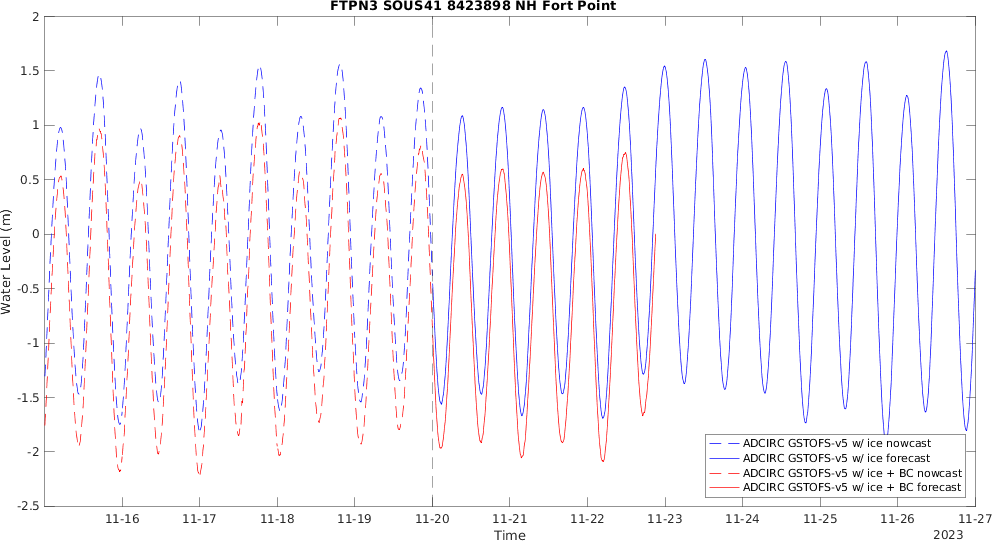 FTPN3 SOUS41 8423898 NH Fort Point
2
1.5
1
0.5
0
-0.5
-1
-1.5
-2
-2.5
Water Level (m)
11-16 11-17 11-18 11-19 11-20 11-21 11-22 11-23 11-24 11-25 11-26 11-27
Time
2023
ADCIRC GSTOFS-v5 w/ ice nowcast
ADCIRC GSTOFS-v5 w/ ice forecast
ADCIRC GSTOFS-v5 w/ ice + BC nowcast
ADCIRC GSTOFS-v5 w/ ice + BC forecast